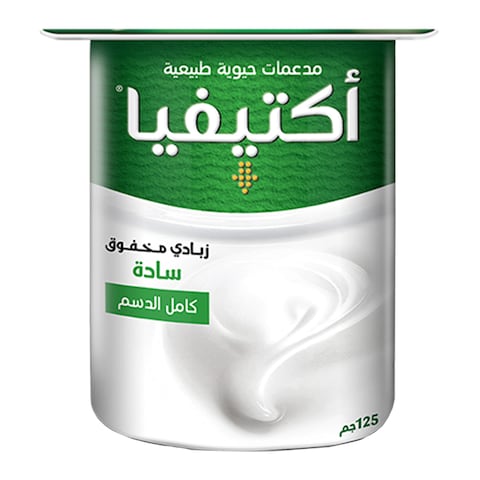 مدعمات حيوية طبيعية
أكتيفيا
®
زبادي مخفوق
سادة
كامل الدسم
125جم